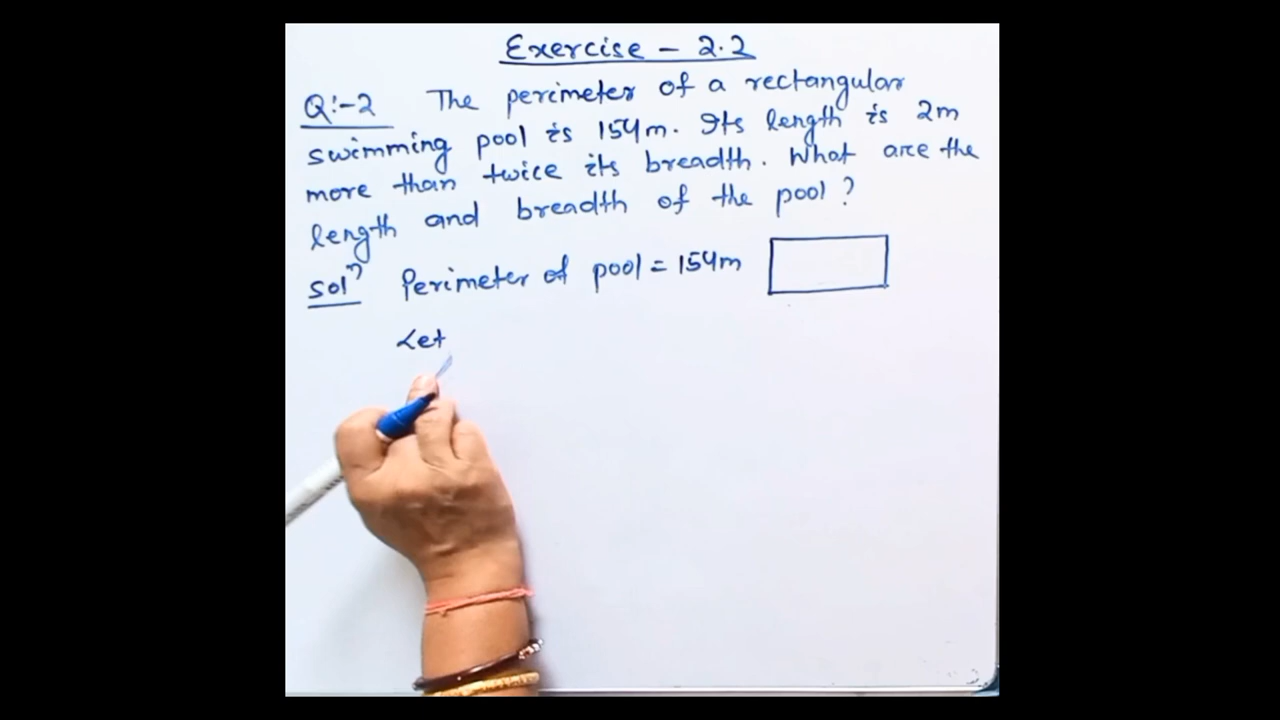 Exercise - 2.2
Q:-2 The perimeter of a rectangular
swimming pool is 154m. Its length is 2m
more than twice its breadth. What are the
length and breadth of the pool?
Solⁿ Perimeter of pool = 154m
Let